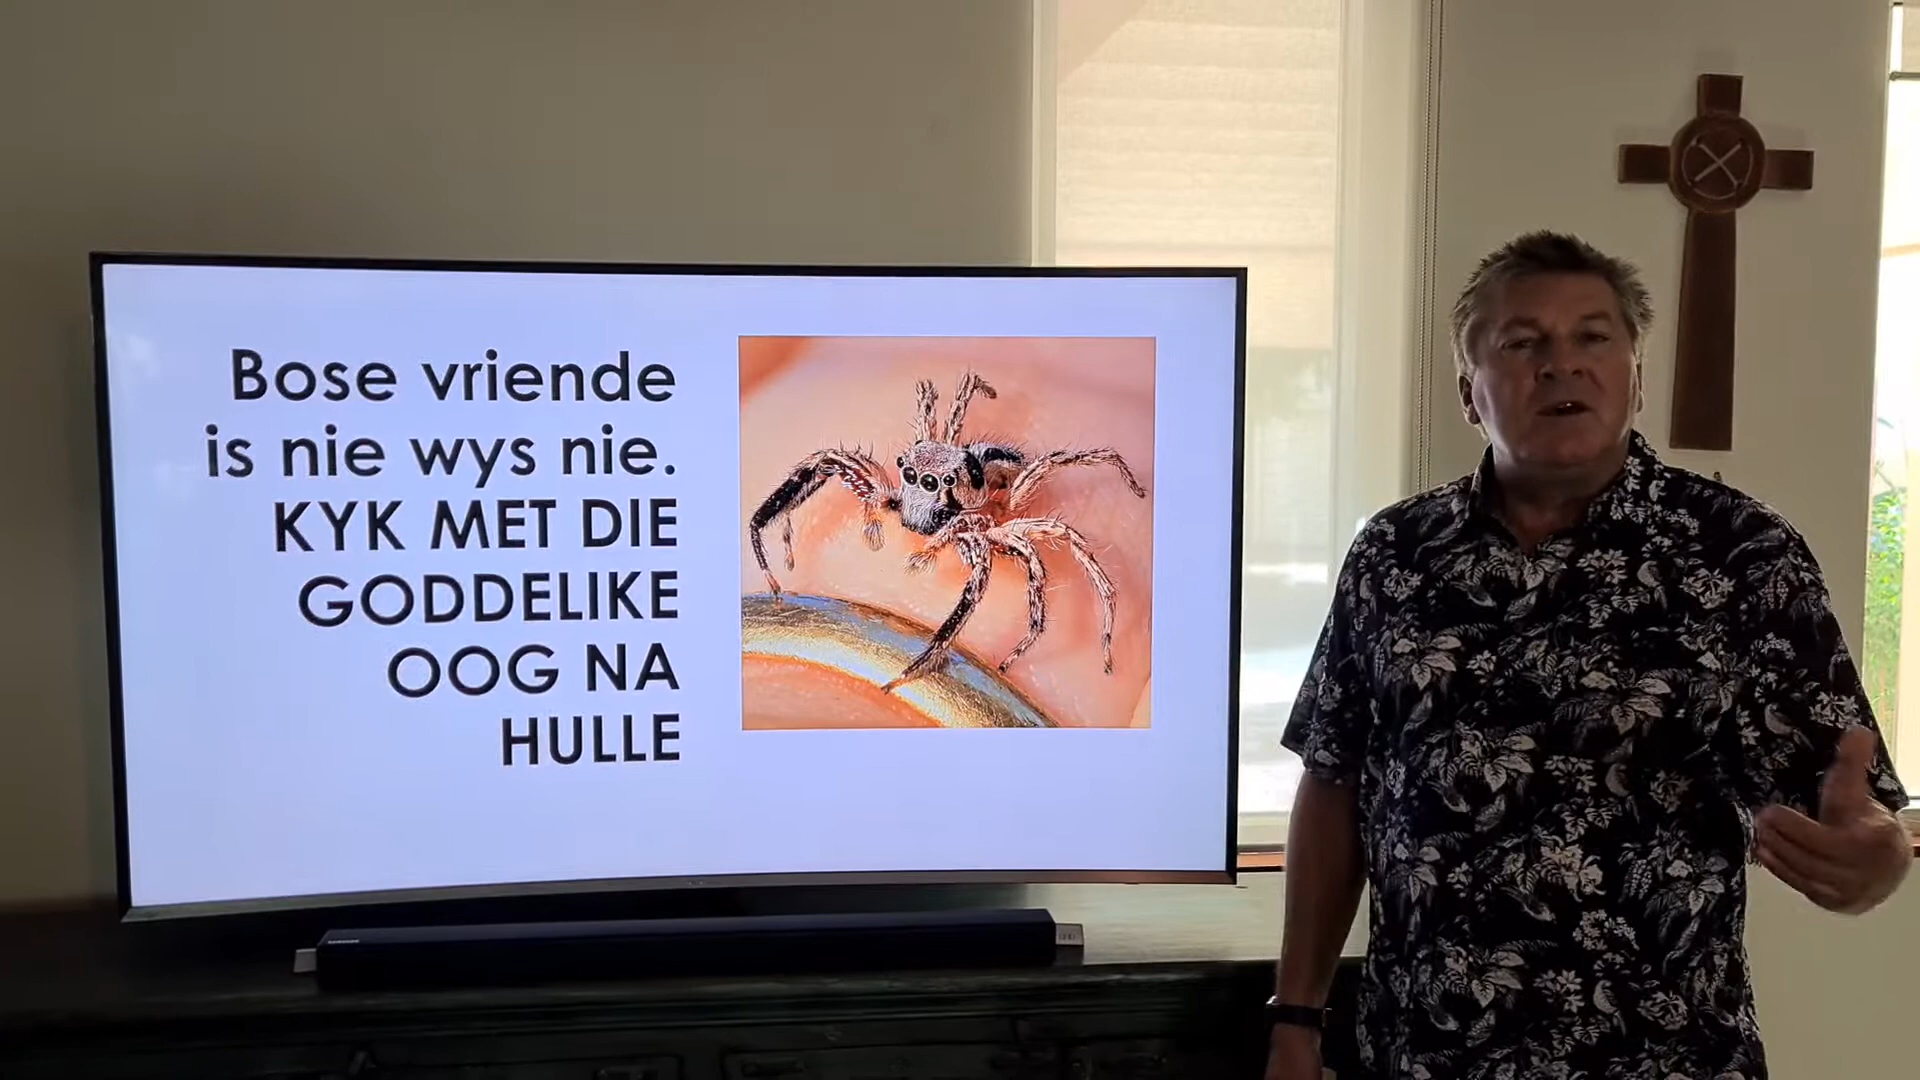 Bose vriende
is nie wys nie.
KYK MET DIE
GODDELIKE
OOG NA
HULLE